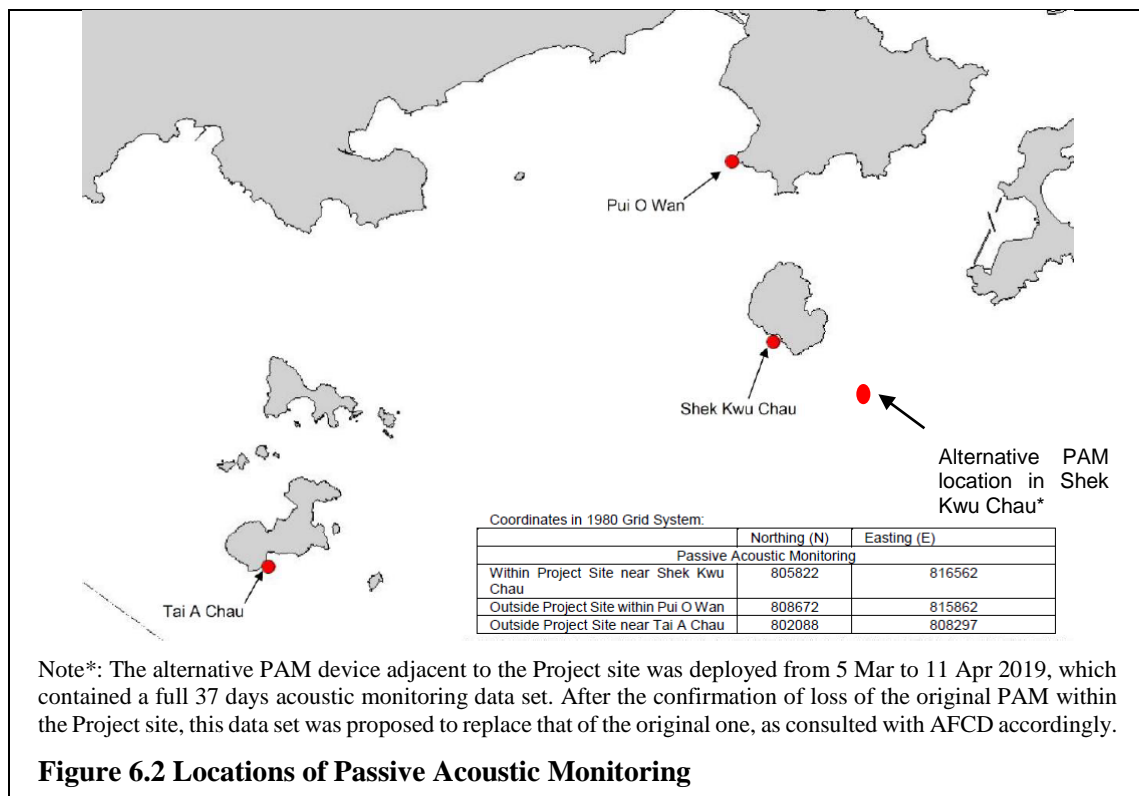 Pui O Wan
Shek Kwu Chau
Alternative PAM
location in Shek
Kwu Chau*
Tai A Chau
Coordinates in 1980 Grid System:
Northing (N) Easting (E)
Passive Acoustic Monitoring
Within Project Site near Shek Kwu
Chau 805822 816562
Outside Project Site within Pui O Wan 808672 815862
Outside Project Site near Tai A Chau 802088 808297
Note*: The alternative PAM device adjacent to the Project site was deployed from 5 Mar to 11 Apr 2019, which
contained a full 37 days acoustic monitoring data set. After the confirmation of loss of the original PAM within
the Project site, this data set was proposed to replace that of the original one, as consulted with AFCD accordingly.
Figure 6.2 Locations of Passive Acoustic Monitoring